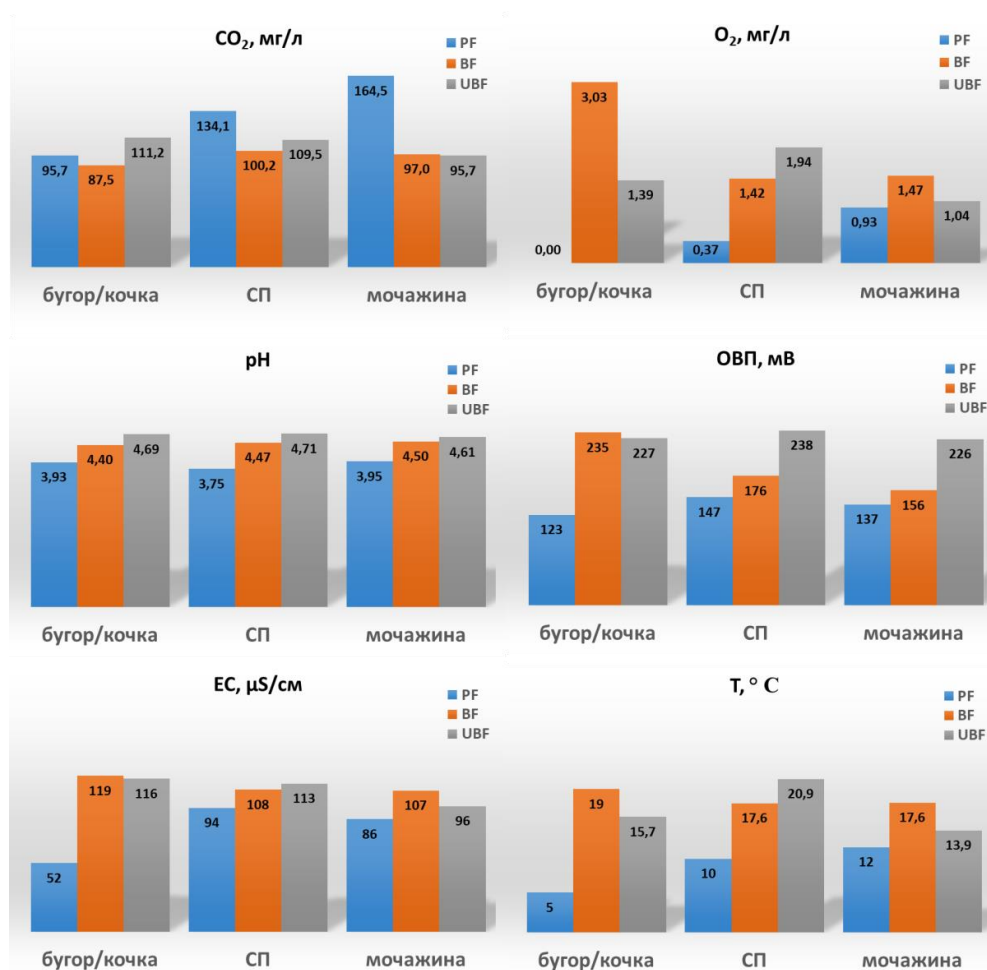 CO₂, мг/л
PF
BF
UBF
95,7
87,5
111,2
134,1
100,2
109,5
164,5
97,0
95,7
бугор/кочка
СП
мочажина
O₂, мг/л
PF
BF
UBF
0,00
3,03
1,39
0,37
1,42
1,94
0,93
1,47
1,04
бугор/кочка
СП
мочажина
pH
PF
BF
UBF
3,93
4,40
4,69
3,75
4,47
4,71
3,95
4,50
4,61
бугор/кочка
СП
мочажина
ОВП, мВ
PF
BF
UBF
123
235
227
147
176
238
137
156
226
бугор/кочка
СП
мочажина
EC, µS/см
PF
BF
UBF
52
119
116
94
108
113
86
107
96
бугор/кочка
СП
мочажина
T, ° C
PF
BF
UBF
5
19
15,7
10
17,6
20,9
12
17,6
13,9
бугор/кочка
СП
мочажина